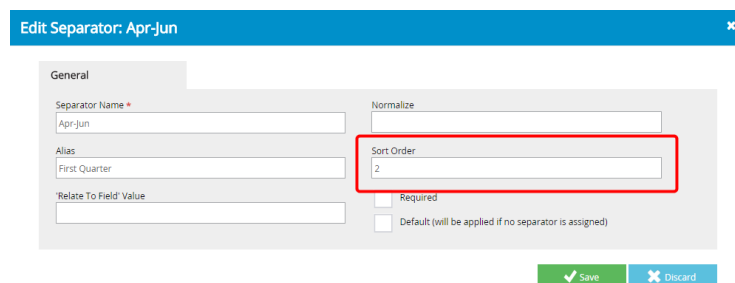 Edit Separator: Apr-Jun
General
Separator Name *
Apr-Jun
Normalize
Alias
First Quarter
Sort Order
2
'Relate To Field' Value
Required
Default (will be applied if no separator is assigned)
Save
Discard